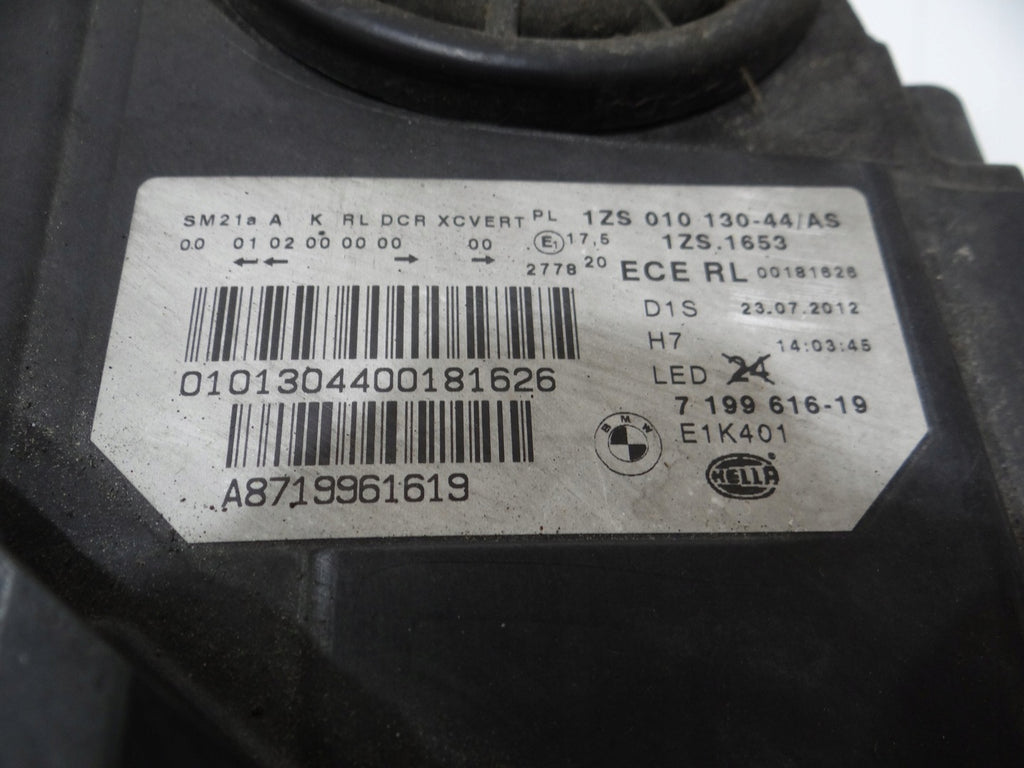 SM21a A K RL DCR XCVERT PL 1ZS 010 130-44/AS
00 01 02 00 00 00 00 E1 17,5 1ZS.1653
2778 20 ECE RL 00181626
D1S 23.07.2012
H7 14:03:45
LED 24
0101304400181626
7 199 616-19
BMW E1K401
HELLA
A8719961619